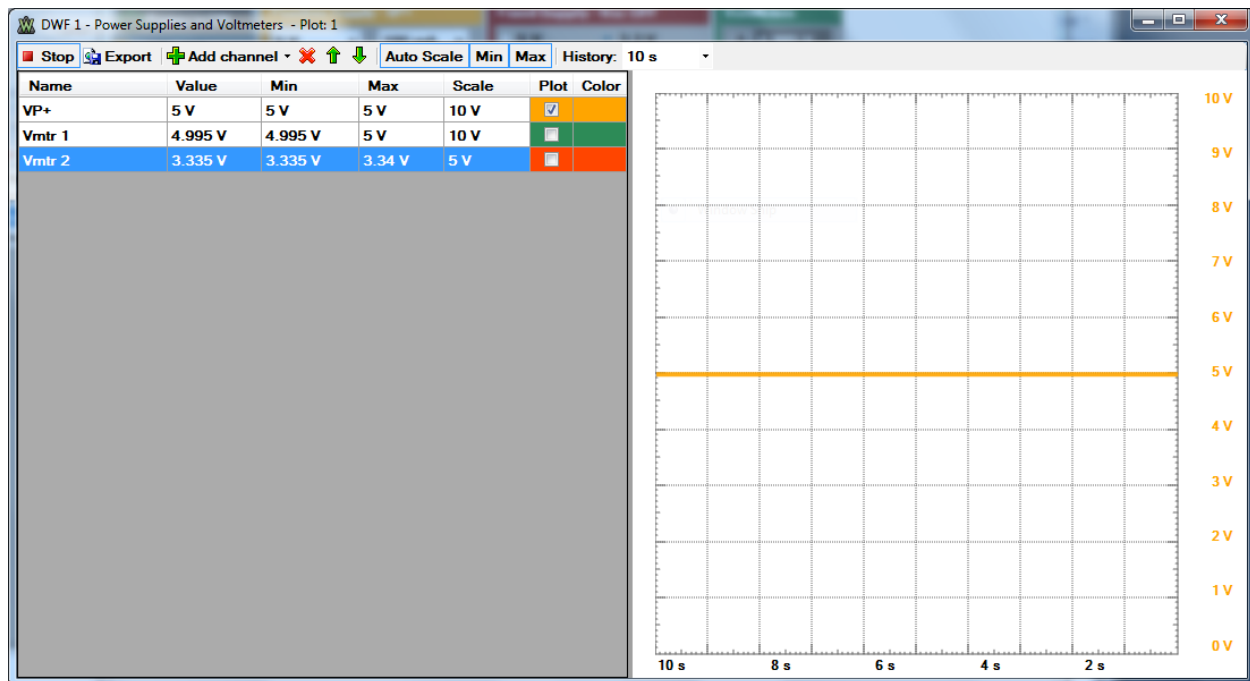 DWF 1 - Power Supplies and Voltmeters - Plot: 1
Stop Export Add channel Auto Scale Min Max History: 10 s
Name Value Min Max Scale Plot Color
VP+ 5 V 5 V 5 V 10 V
Vmtr 1 4.995 V 4.995 V 5 V 10 V
Vmtr 2 3.335 V 3.335 V 3.34 V 5 V
10 V
9 V
8 V
7 V
6 V
5 V
4 V
3 V
2 V
1 V
0 V
10 s 8 s 6 s 4 s 2 s